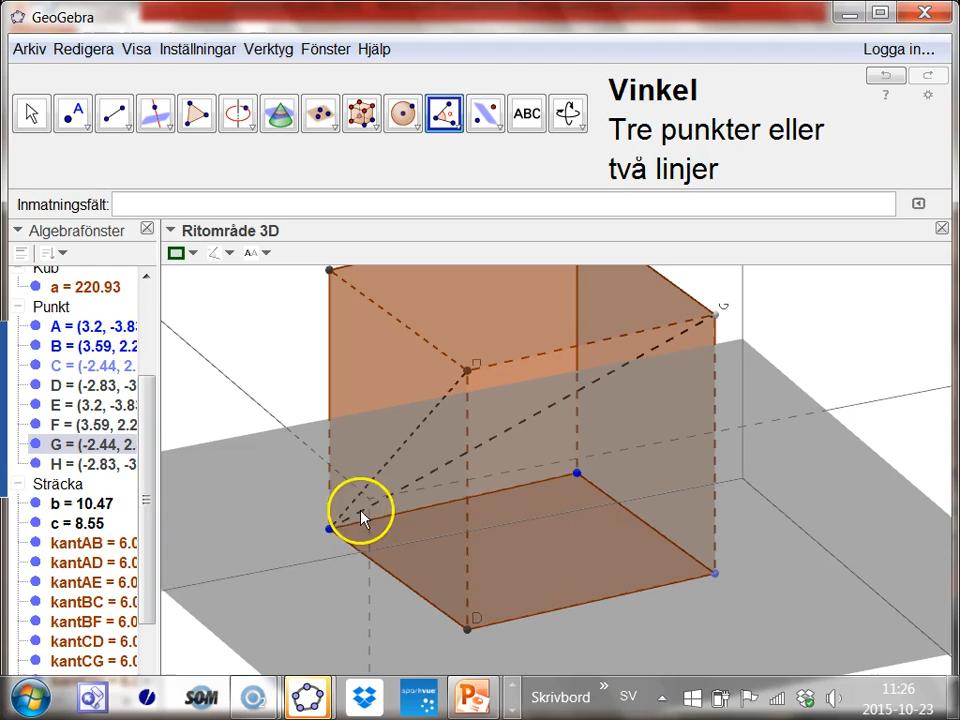 GeoGebra
Arkiv Redigera Visa Inställningar Verktyg Fönster Hjälp
Logga in...
ABC
Vinkel
Tre punkter eller
två linjer
Inmatningsfält:
Algebrafönster
Ritområde 3D
AA
Kub
a = 220.93
Punkt
A = (3.2, -3.83
B = (3.59, 2.2
C = (-2.44, 2.
D = (-2.83, -3
E = (3.2, -3.83
F = (3.59, 2.2
G = (-2.44, 2.
H = (-2.83, -3
Sträcka
b = 10.47
c = 8.55
kantAB = 6.0
kantAD = 6.0
kantAE = 6.0
kantBC = 6.0
kantBF = 6.0
kantCD = 6.0
kantCG = 6.0
G
D
SOM
sparkvue
Skrivbord
»
SV
11:26
2015-10-23